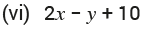 (vi) 2x − y + 10